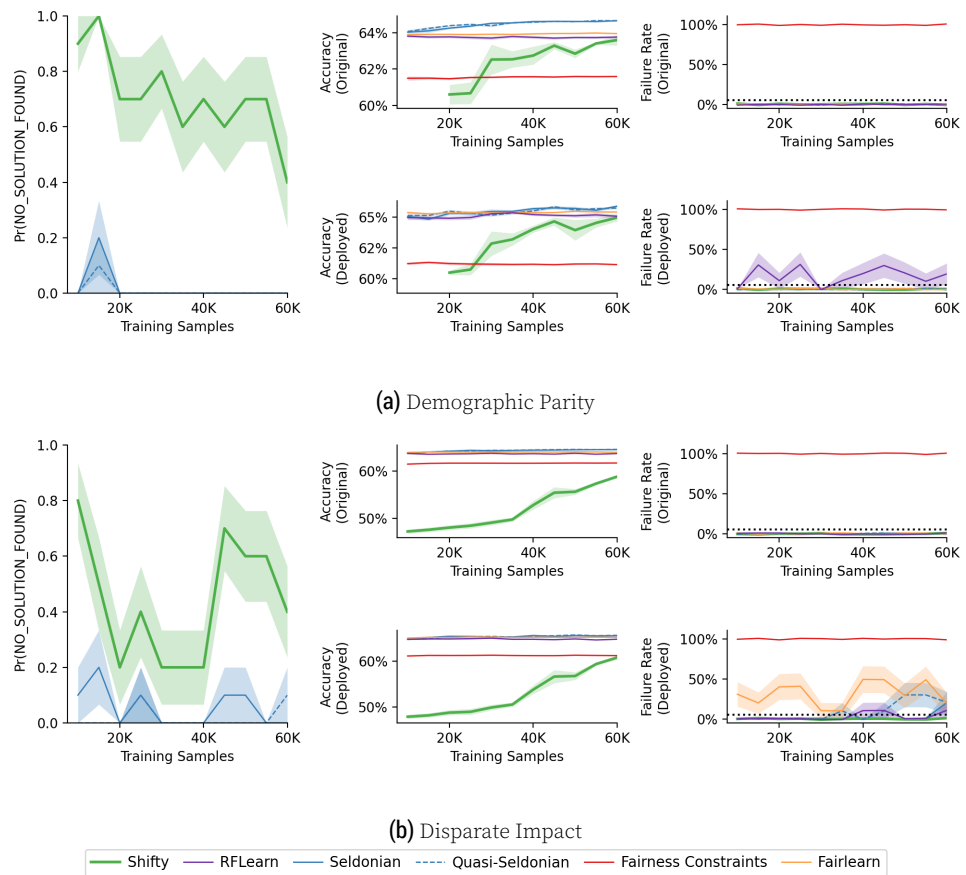 Pr(NO_SOLUTION_FOUND)
1.0
0.8
0.6
0.4
0.2
0.0
20K
40K
60K
Training Samples
Accuracy
(Original)
64%
62%
60%
20K
40K
60K
Training Samples
Failure Rate
(Original)
100%
50%
0%
20K
40K
60K
Training Samples
Accuracy
(Deployed)
65%
62%
60%
20K
40K
60K
Training Samples
Failure Rate
(Deployed)
100%
50%
0%
20K
40K
60K
Training Samples
(a) Demographic Parity
Pr(NO_SOLUTION_FOUND)
1.0
0.8
0.6
0.4
0.2
0.0
20K
40K
60K
Training Samples
Accuracy
(Original)
60%
50%
20K
40K
60K
Training Samples
Failure Rate
(Original)
100%
50%
0%
20K
40K
60K
Training Samples
Accuracy
(Deployed)
60%
50%
20K
40K
60K
Training Samples
Failure Rate
(Deployed)
100%
50%
0%
20K
40K
60K
Training Samples
(b) Disparate Impact
Shifty RFLearn Seldonian Quasi-Seldonian Fairness Constraints Fairlearn